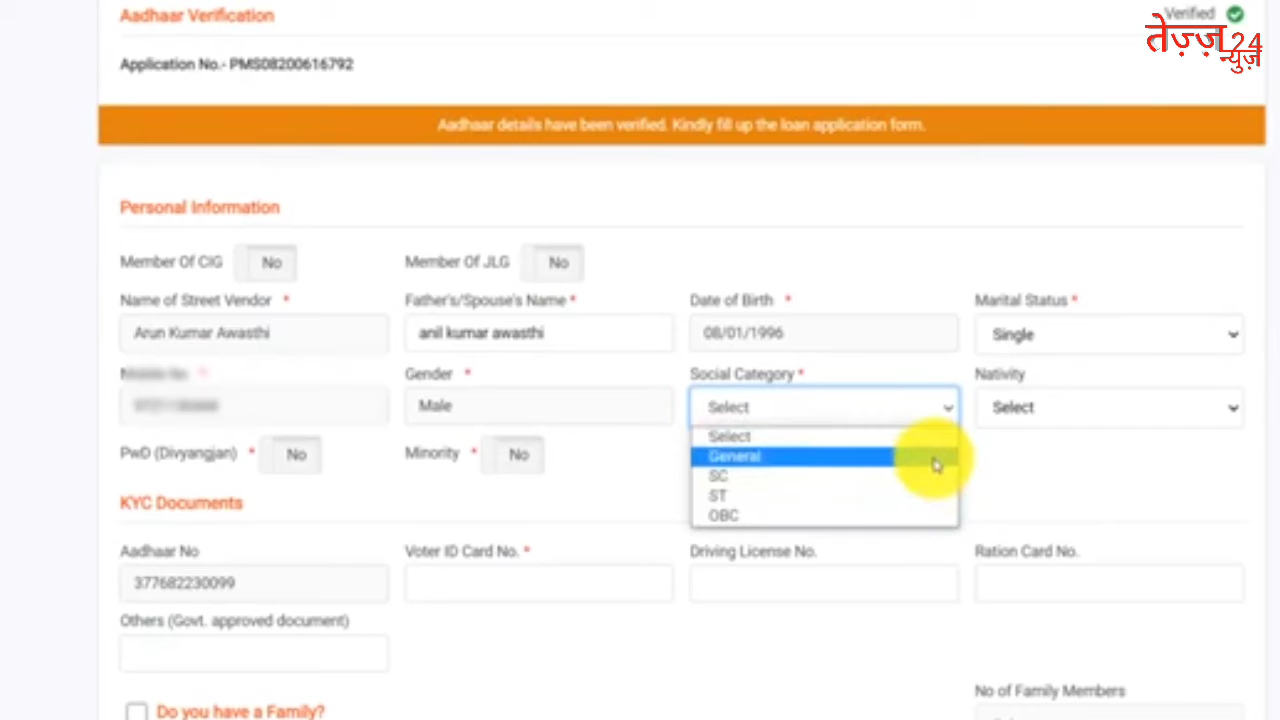 Aadhaar Verification
Verified
तेज़ज़ 24
न्युज़
Application No.- PMS08200616792
Aadhaar details have been verified. Kindly fill up the loan application form.
Personal Information
Member Of CIG No Member Of JLG No
Name of Street Vendor * Father's/Spouse's Name * Date of Birth * Marital Status *
Arun Kumar Awasthi anil kumar awasthi 08/01/1996 Single
Gender * Social Category * Nativity
Male Select Select
PwD (Divyangjan) * No Minority * No
Select
General
SC
ST
OBC
KYC Documents
Aadhaar No Voter ID Card No. * Driving License No. Ration Card No.
377682230099
Others (Govt. approved document)
No of Family Members
Do you have a Family?